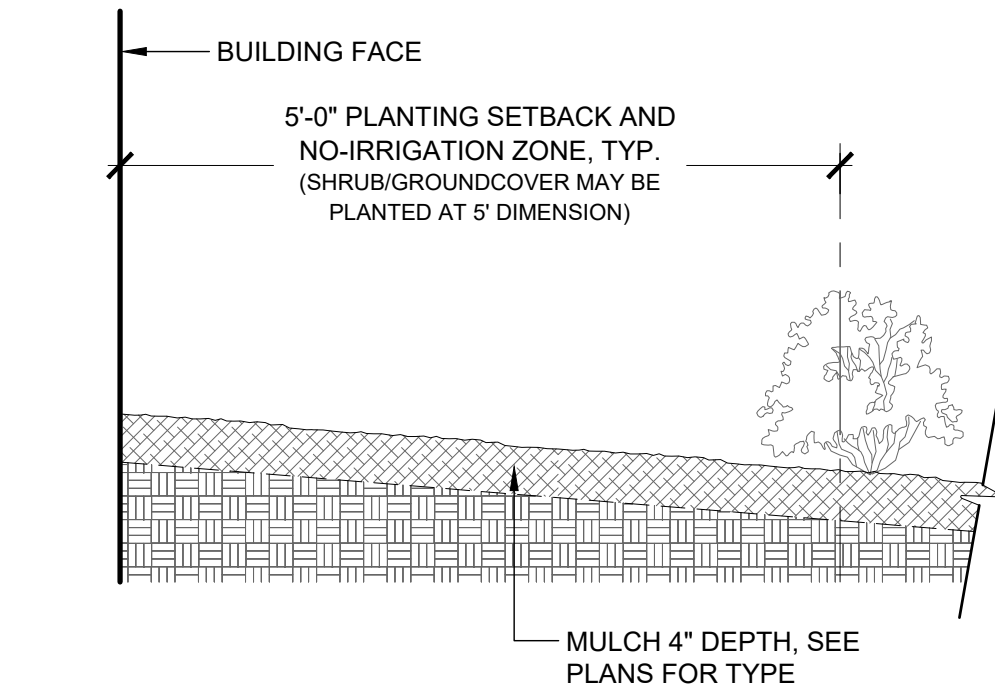 BUILDING FACE
5'-0" PLANTING SETBACK AND
NO-IRRIGATION ZONE, TYP.
(SHRUB/GROUNDCOVER MAY BE
PLANTED AT 5' DIMENSION)
MULCH 4" DEPTH, SEE
PLANS FOR TYPE